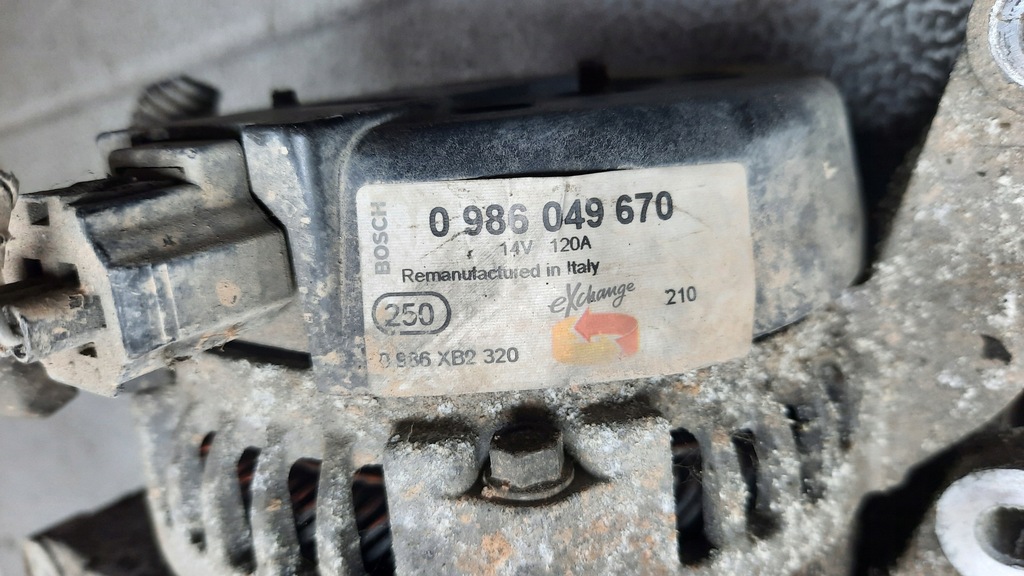 BOSCH
0 986 049 670
14V 120A
Remanufactured in Italy
eXchange
210
250
0 986 XB2 320